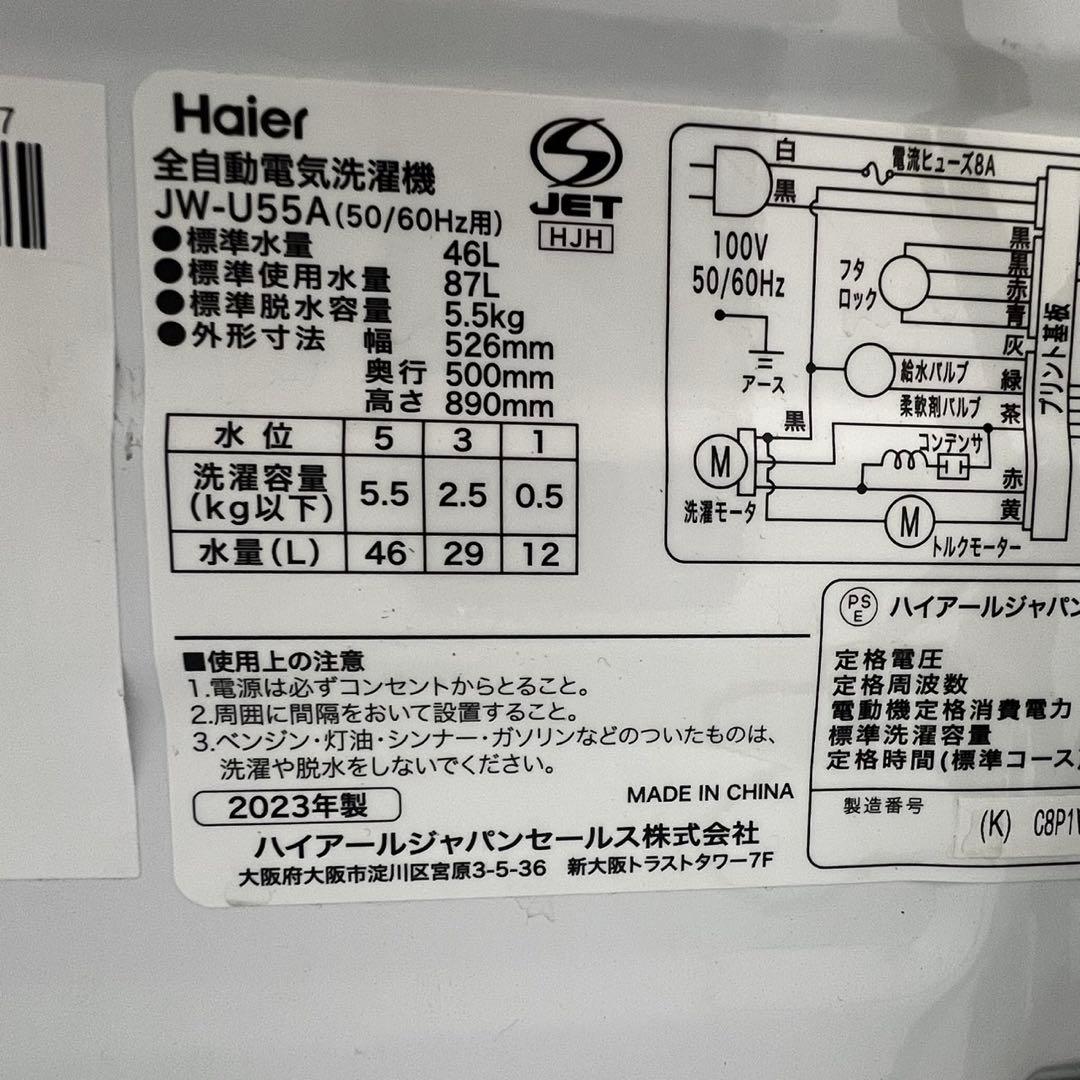 7
Haier
全自動電気洗濯機
JW-U55A(50/60Hz用)
●標準水量 46L
●標準使用水量 87L
●標準脱水容量 5.5kg
●外形寸法 幅 526mm
奥行 500mm
高さ 890mm
JET
HJH
水位 5 3 1
洗濯容量(kg以下) 5.5 2.5 0.5
水量(L) 46 29 12
白
黒
電流ヒューズ8A
100V
50/60Hz
アース
フタ
ロック
黒
黒
赤
青
灰
給水バルブ
緑
柔軟剤バルブ
茶
黒
コンデンサ
M
洗濯モータ
赤
黄
M
トルクモーター
プリント基板
■使用上の注意
1.電源は必ずコンセントからとること。
2.周囲に間隔をおいて設置すること。
3.ベンジン・灯油・シンナー・ガソリンなどのついたものは、
洗濯や脱水をしないでください。
2023年製
MADE IN CHINA
ハイアールジャパンセールス株式会社
大阪府大阪市淀川区宮原3-5-36 新大阪トラストタワー7F
PS
E
ハイアールジャパン
定格電圧
定格周波数
電動機定格消費電力
標準洗濯容量
定格時間(標準コース)
製造番号
(K) C8P1